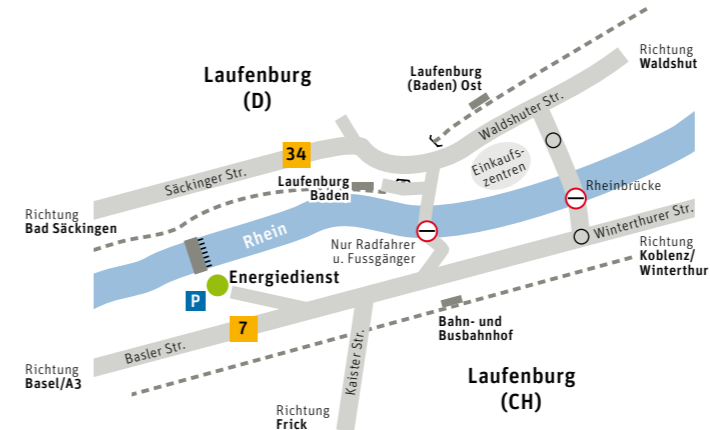 Laufenburg
(D)
Laufenburg
(Baden) Ost
Richtung
Waldshut
Waldshuter Str.
34
Säckinger Str.
Laufenburg
Baden
Einkaufs-
zentren
Rheinbrücke
Richtung
Bad Säckingen
Rhein
Nur Radfahrer
u. Fussgänger
Winterthurer Str.
Richtung
Koblenz/
Winterthur
Energiedienst
P
7
Basler Str.
Bahn- und
Busbahnhof
Kaister Str.
Richtung
Basel/A3
Laufenburg
(CH)
Richtung
Frick